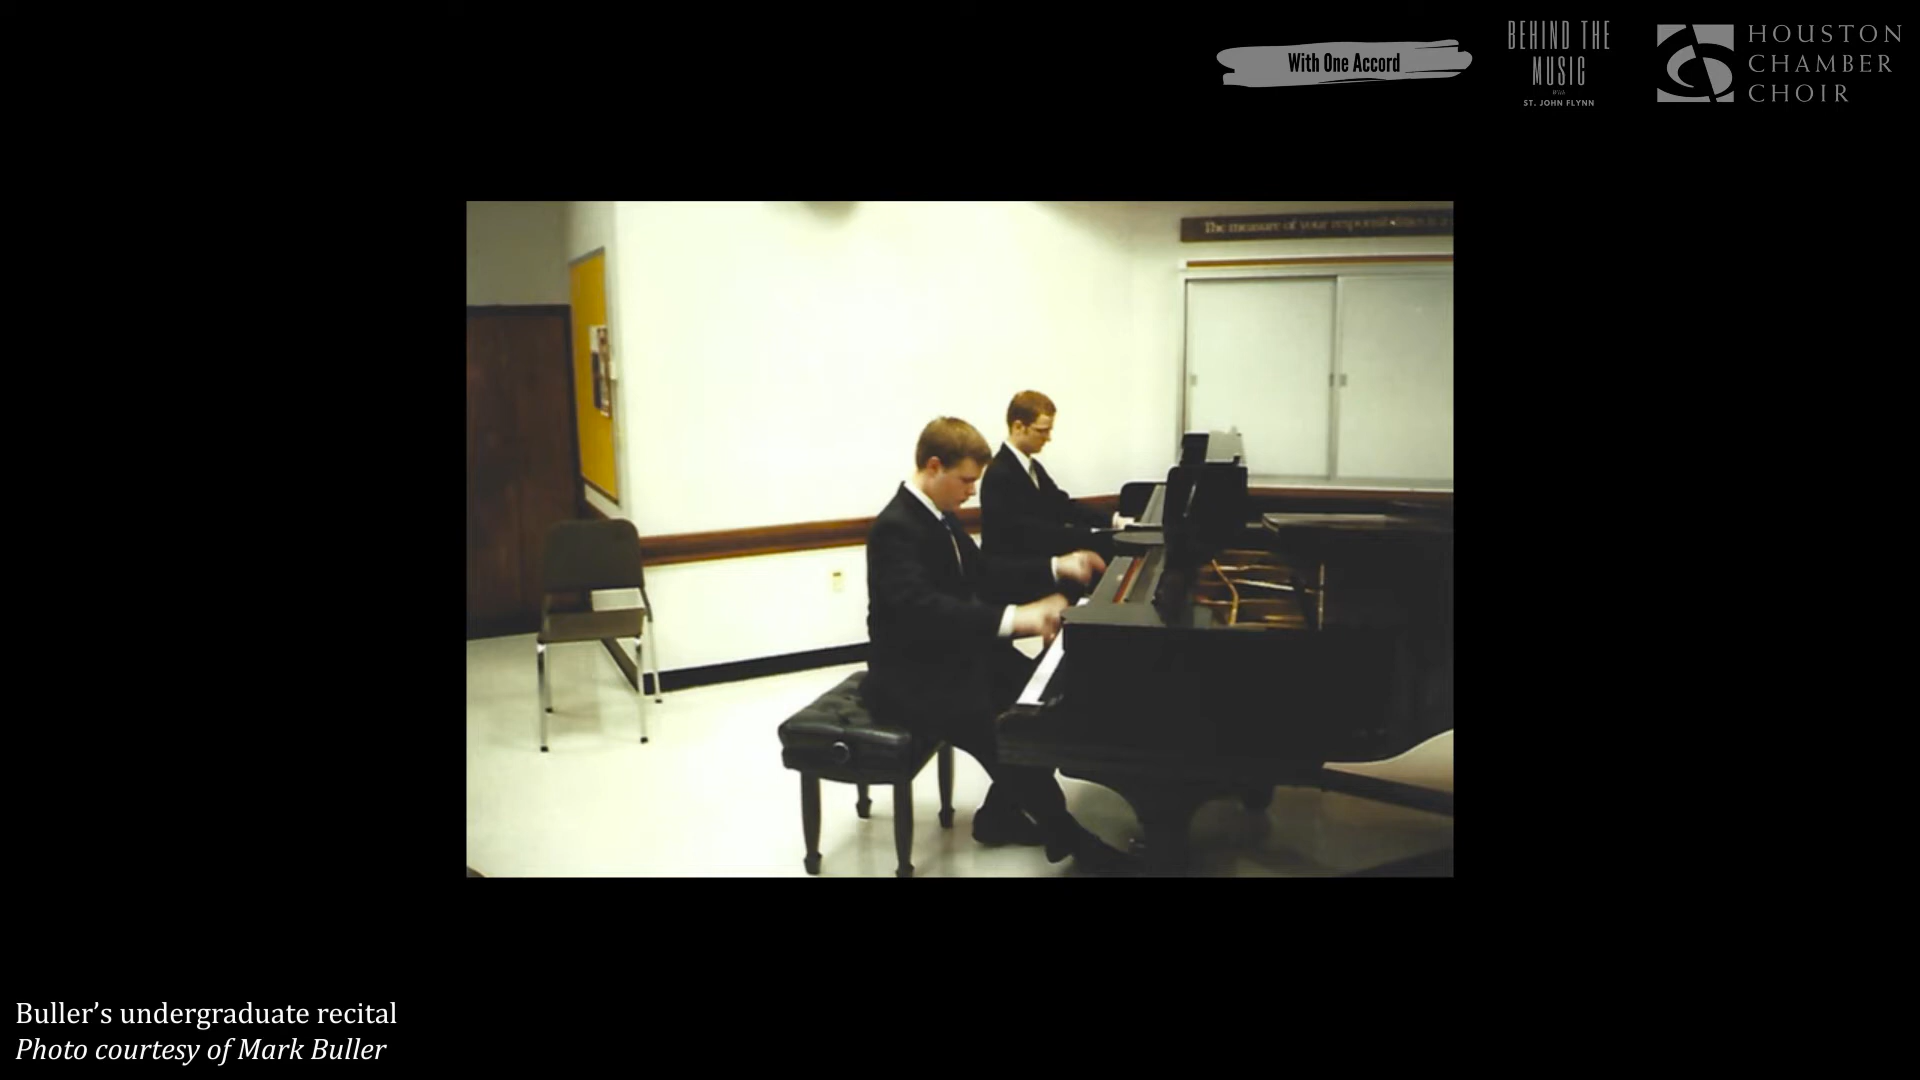 With One Accord
BEHIND THE
MUSIC
With
ST. JOHN FLYNN
HOUSTON
CHAMBER
CHOIR
The measure of your responsibilities is
Buller's undergraduate recital
Photo courtesy of Mark Buller